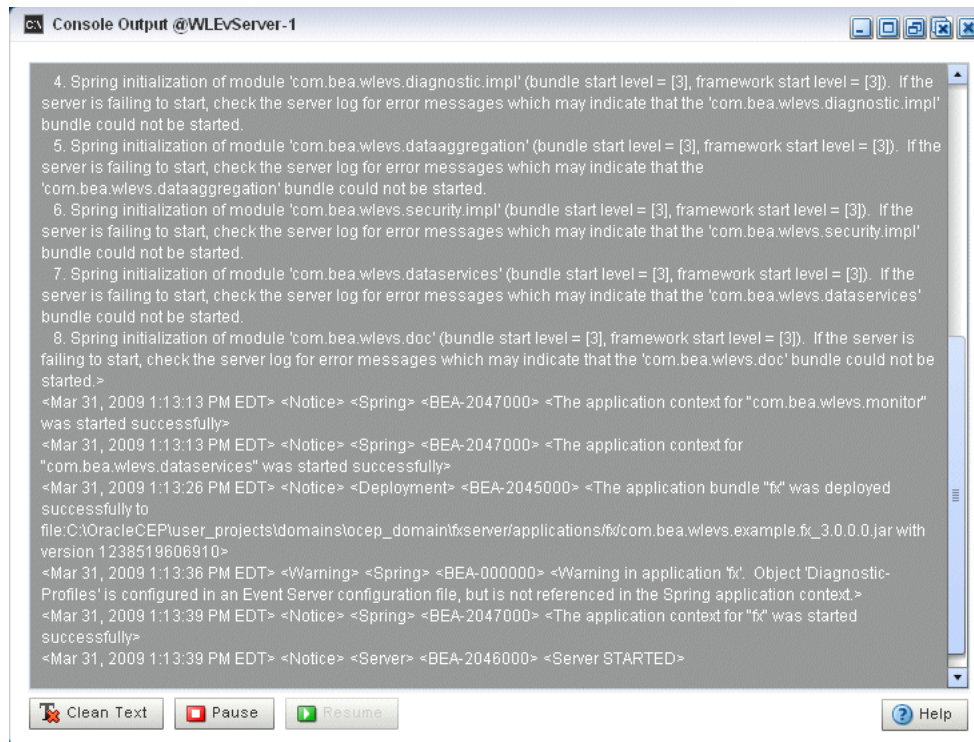 Console Output @WLEvServer-1
4. Spring initialization of module 'com.bea.wlevs.diagnostic.impl' (bundle start level = [3], framework start level = [3]). If the
server is failing to start, check the server log for error messages which may indicate that the 'com.bea.wlevs.diagnostic.impl'
bundle could not be started.
5. Spring initialization of module 'com.bea.wlevs.dataaggregation' (bundle start level = [3], framework start level = [3]). If the
server is failing to start, check the server log for error messages which may indicate that the
'com.bea.wlevs.dataaggregation' bundle could not be started.
6. Spring initialization of module 'com.bea.wlevs.security.impl' (bundle start level = [3], framework start level = [3]). If the
server is failing to start, check the server log for error messages which may indicate that the 'com.bea.wlevs.security.impl'
bundle could not be started.
7. Spring initialization of module 'com.bea.wlevs.dataservices' (bundle start level = [3], framework start level = [3]). If the
server is failing to start, check the server log for error messages which may indicate that the 'com.bea.wlevs.dataservices'
bundle could not be started.
8. Spring initialization of module 'com.bea.wlevs.doc' (bundle start level = [3], framework start level = [3]). If the server is
failing to start, check the server log for error messages which may indicate that the 'com.bea.wlevs.doc' bundle could not be
started.>
<Mar 31, 2009 1:13:13 PM EDT> <Notice> <Spring> <BEA-2047000> <The application context for "com.bea.wlevs.monitor"
was started successfully>
<Mar 31, 2009 1:13:13 PM EDT> <Notice> <Spring> <BEA-2047000> <The application context for
"com.bea.wlevs.dataservices" was started successfully>
<Mar 31, 2009 1:13:26 PM EDT> <Notice> <Deployment> <BEA-2045000> <The application bundle "fx" was deployed
successfully to
file:C:\OracleCEP\user_projects\domains\ocep_domain\fxserver/applications/fx/com.bea.wlevs.example.fx_3.0.0.0.jar with
version 1238519606910>
<Mar 31, 2009 1:13:36 PM EDT> <Warning> <Spring> <BEA-000000> <Warning in application 'fx'. Object 'Diagnostic-
Profiles' is configured in an Event Server configuration file, but is not referenced in the Spring application context.>
<Mar 31, 2009 1:13:39 PM EDT> <Notice> <Spring> <BEA-2047000> <The application context for "fx" was started
successfully>
<Mar 31, 2009 1:13:39 PM EDT> <Notice> <Server> <BEA-2046000> <Server STARTED>
Clean Text Pause Resume Help